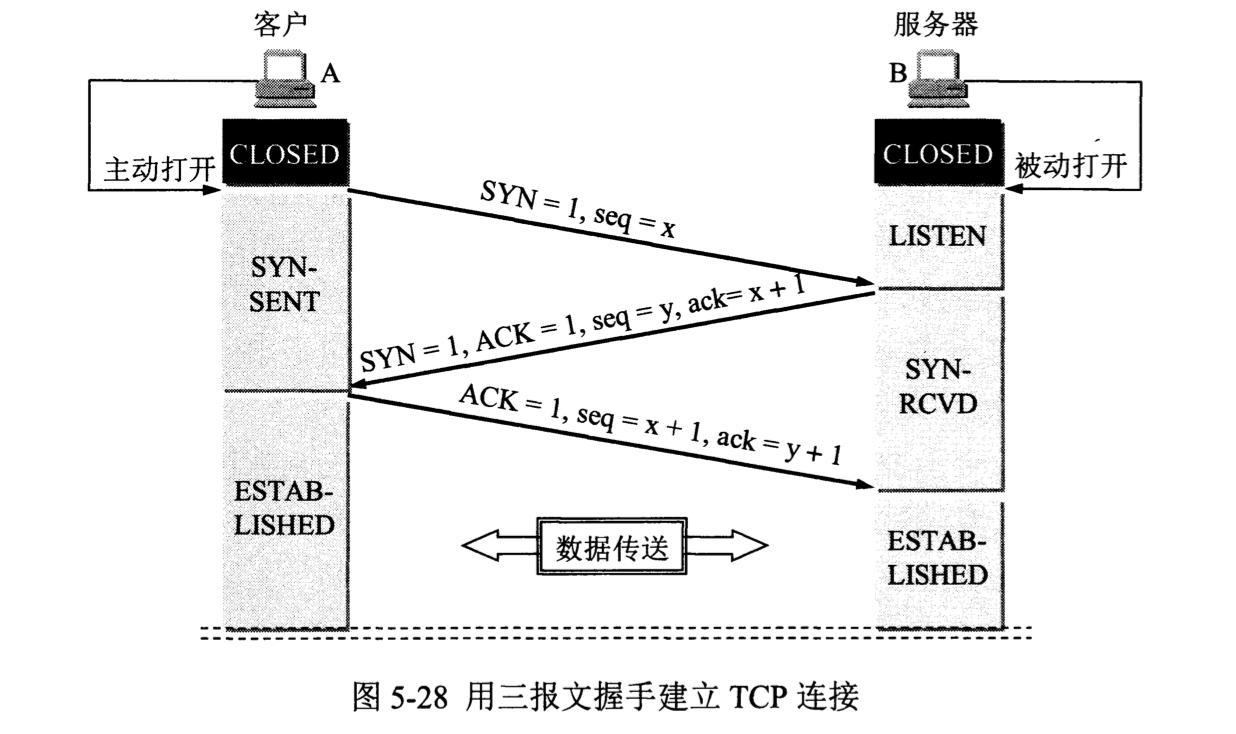 客户
服务器
A
B
CLOSED
CLOSED
主动打开
被动打开
SYN = 1, seq = x
LISTEN
SYN-
SENT
SYN = 1, ACK = 1, seq = y, ack= x + 1
SYN-
RCVD
ACK = 1, seq = x + 1, ack = y + 1
ESTAB-
LISHED
数据传送
ESTAB-
LISHED
图 5-28 用三报文握手建立 TCP 连接